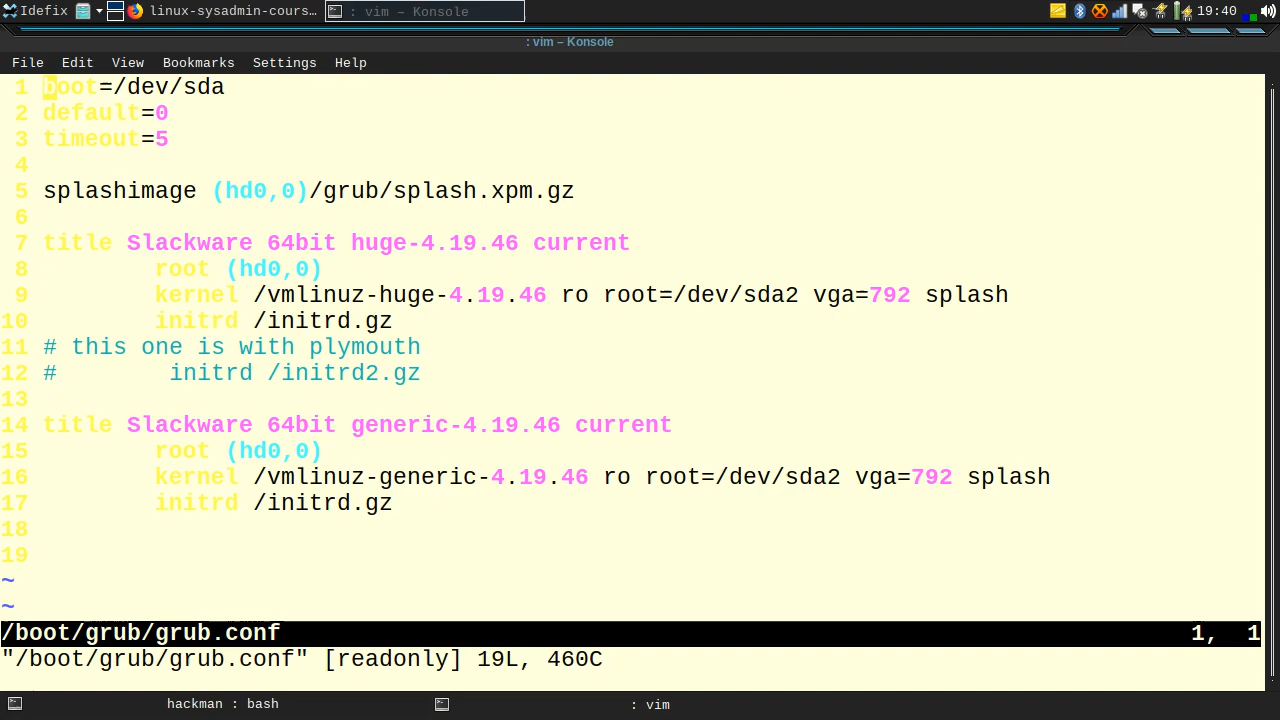 Idefix linux-sysadmin-cours... : vim – Konsole 19:40
: vim – Konsole
File Edit View Bookmarks Settings Help
1 boot=/dev/sda
2 default=0
3 timeout=5
4
5 splashimage (hd0,0)/grub/splash.xpm.gz
6
7 title Slackware 64bit huge-4.19.46 current
8         root (hd0,0)
9         kernel /vmlinuz-huge-4.19.46 ro root=/dev/sda2 vga=792 splash
10         initrd /initrd.gz
11 # this one is with plymouth
12 #        initrd /initrd2.gz
13
14 title Slackware 64bit generic-4.19.46 current
15         root (hd0,0)
16         kernel /vmlinuz-generic-4.19.46 ro root=/dev/sda2 vga=792 splash
17         initrd /initrd.gz
18
19
~
~
/boot/grub/grub.conf 1, 1
"/boot/grub/grub.conf" [readonly] 19L, 460C
hackman : bash : vim